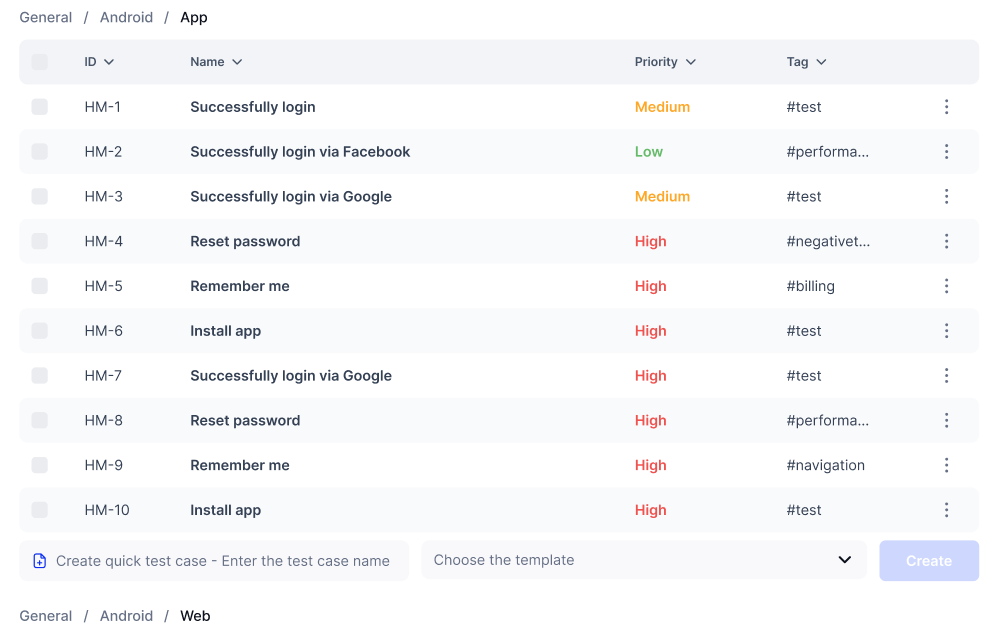 General / Android / App
ID Name Priority Tag
HM-1 Successfully login Medium #test
HM-2 Successfully login via Facebook Low #performa...
HM-3 Successfully login via Google Medium #test
HM-4 Reset password High #negativet...
HM-5 Remember me High #billing
HM-6 Install app High #test
HM-7 Successfully login via Google High #test
HM-8 Reset password High #performa...
HM-9 Remember me High #navigation
HM-10 Install app High #test
Create quick test case - Enter the test case name Choose the template Create
General / Android / Web